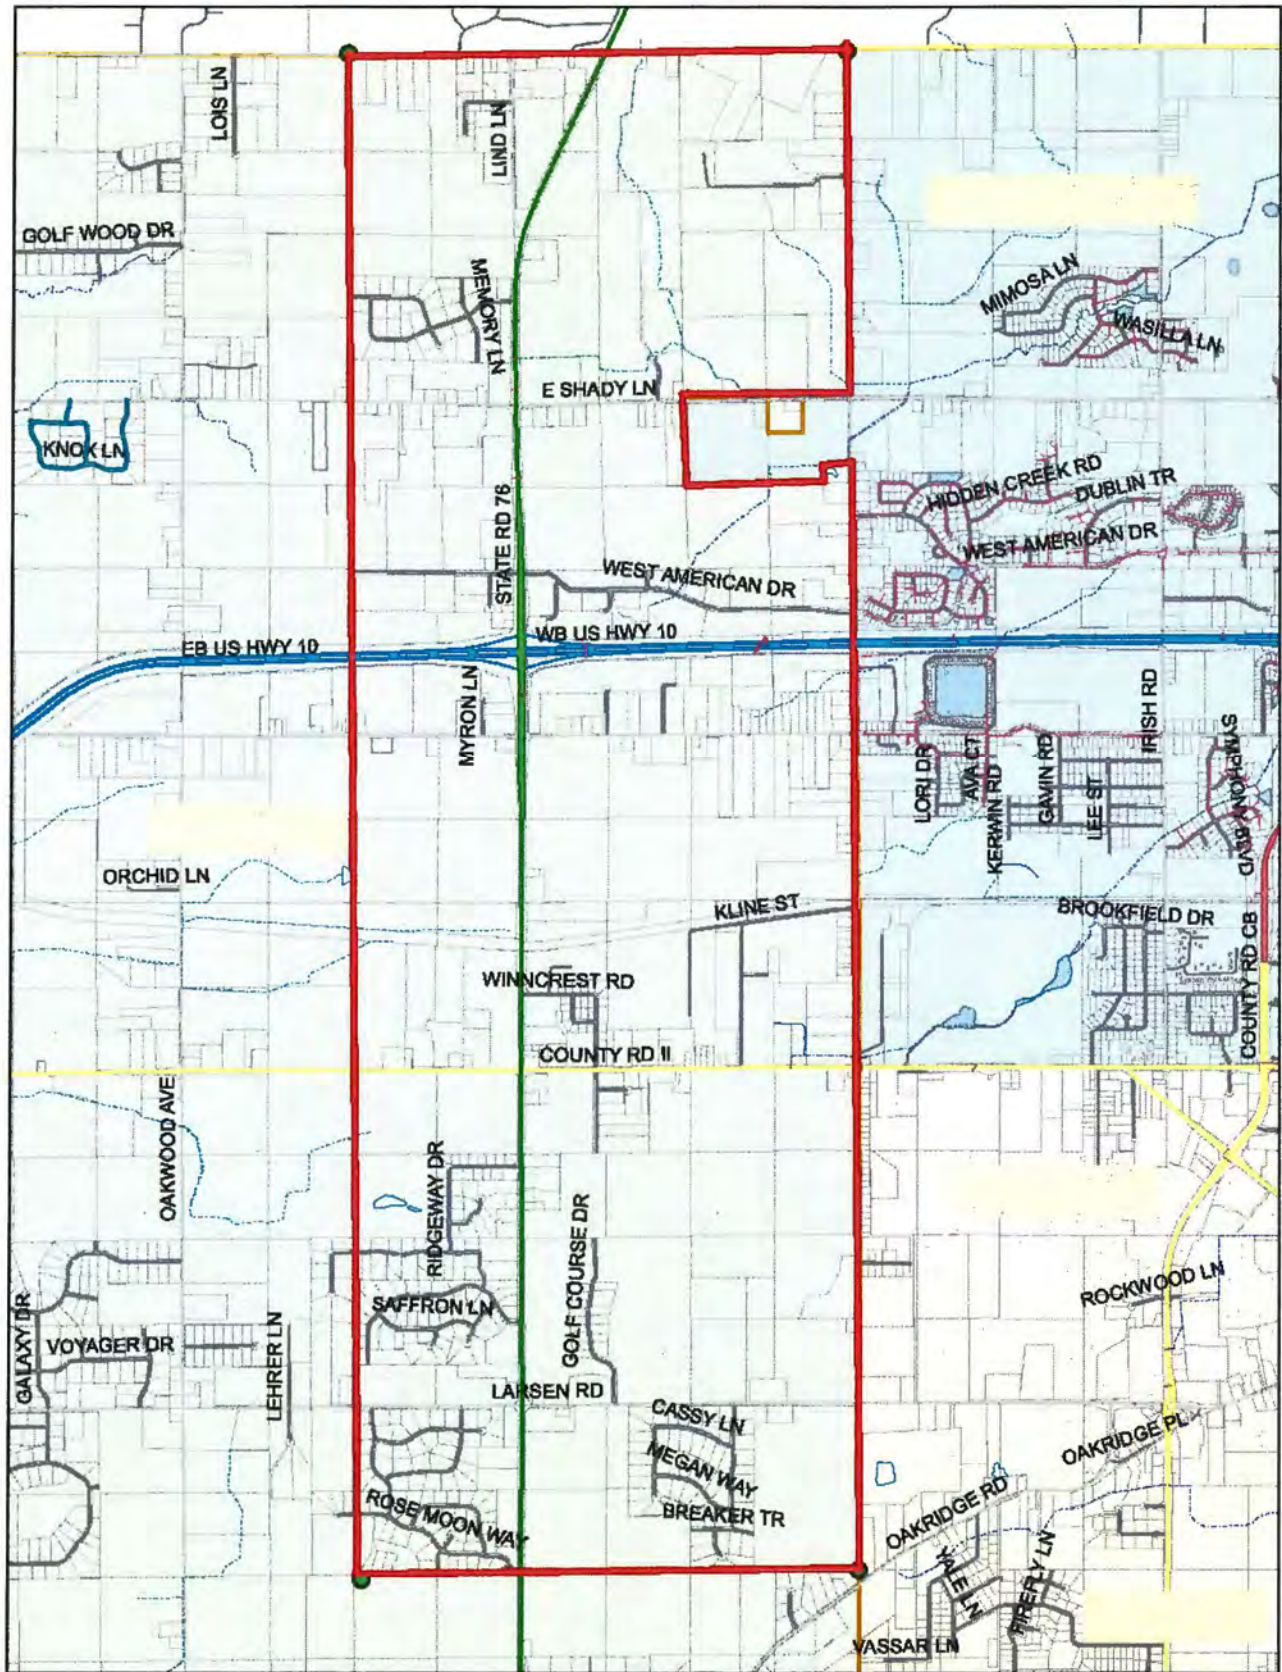 LOIS LN
LIND LN
GOLF WOOD DR
MEMORY LN
MIMOSA LN
WASILLA LN
E SHADY LN
KNOX LN
HIDDEN CREEK RD
DUBLIN TR
STATE RD 76
WEST AMERICAN DR
WEST AMERICAN DR
WB US HWY 10
EB US HWY 10
MYRON LN
LORI DR
AVA CT
KERWIN RD
GAVIN RD
LEE ST
IRISH RD
SYMPHONY BLVD
ORCHID LN
KLINE ST
BROOKFIELD DR
WINNCREST RD
COUNTY RD CB
COUNTY RD II
OAKWOOD AVE
RIDGEWAY DR
GOLF COURSE DR
ROCKWOOD LN
SAFFRON LN
GALAXY DR
VOYAGER DR
LEHRER LN
LARSEN RD
CASSY LN
MEGAN WAY
OAKRIDGE PL
BREAKER TR
OAKRIDGE RD
ROSE MOON WAY
YALE LN
FIREFLY LN
VASSAR LN